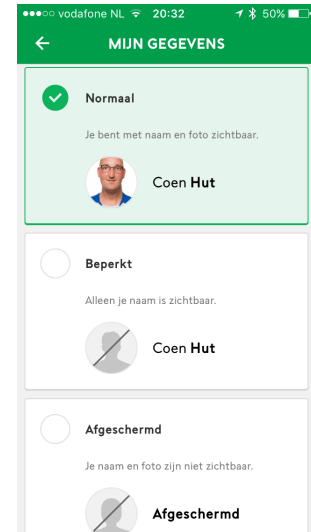 vodafone NL 20:32 50%
MIJN GEGEVENS
Normaal
Je bent met naam en foto zichtbaar.
Coen Hut
Beperkt
Alleen je naam is zichtbaar.
Coen Hut
Afgeschermd
Je naam en foto zijn niet zichtbaar.
Afgeschermd